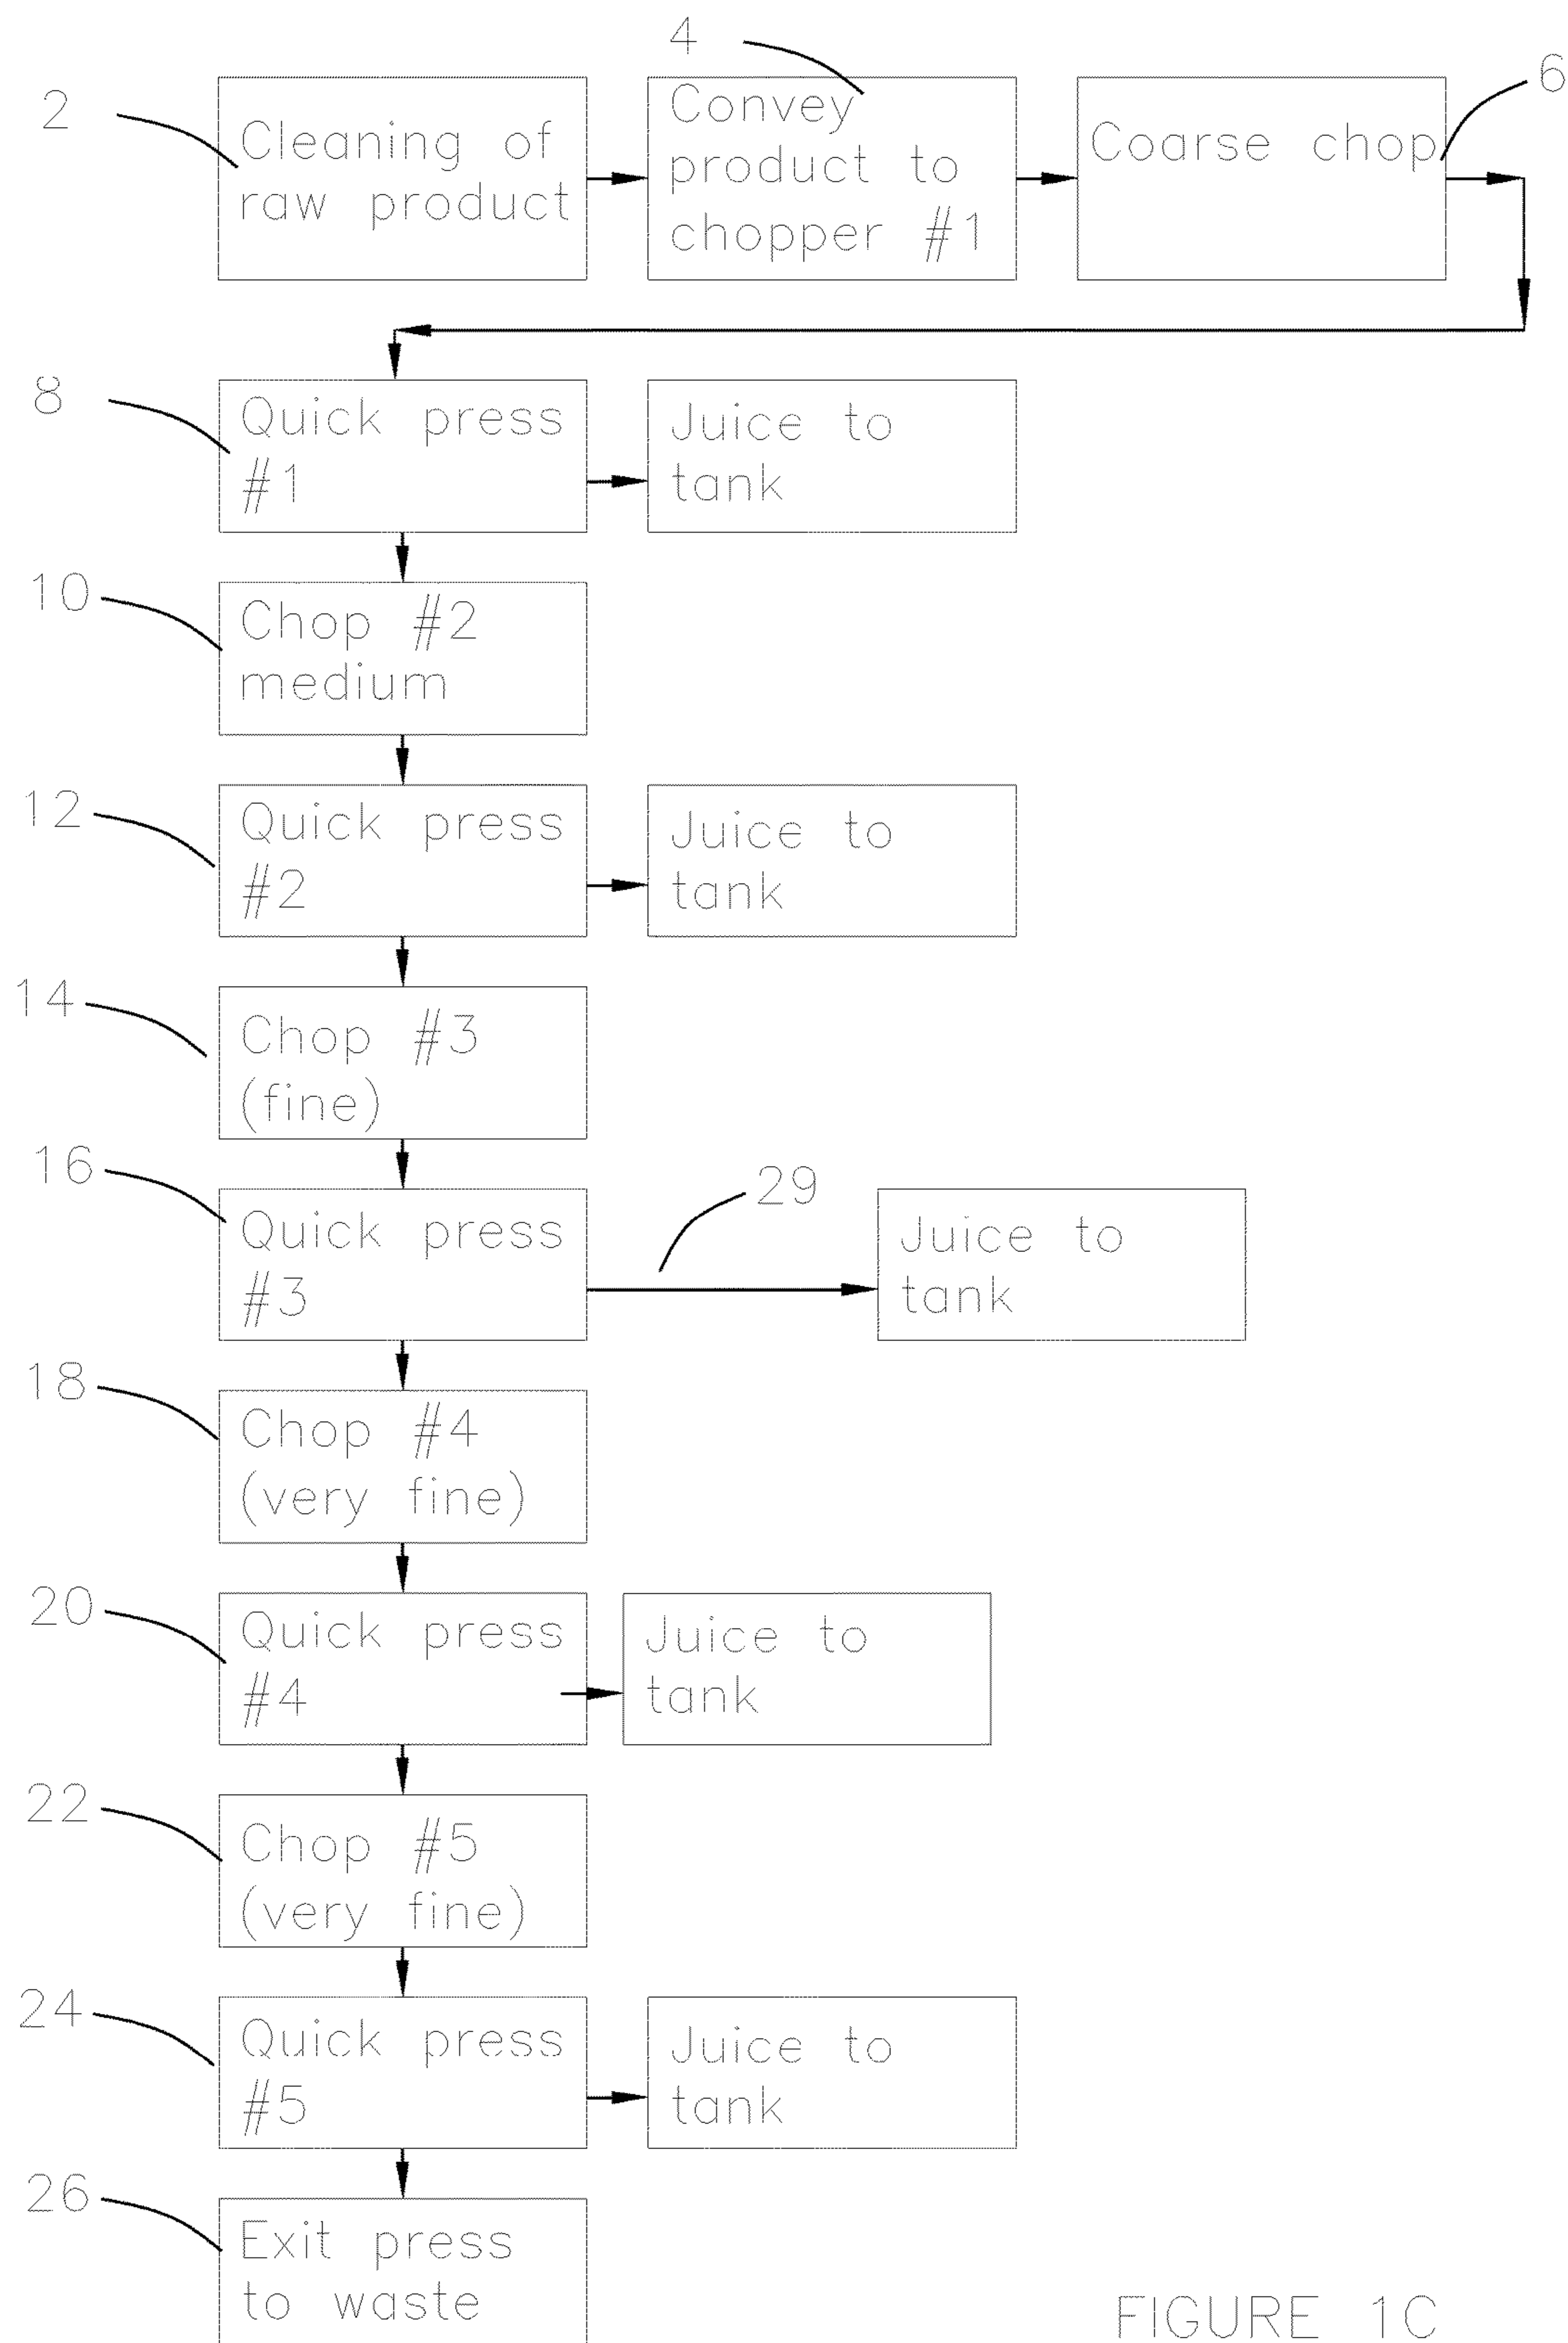 2
Cleaning of
raw product
4
Convey
product to
chopper #1
6
Coarse chop
8
Quick press
#1
Juice to
tank
10
Chop #2
medium
12
Quick press
#2
Juice to
tank
14
Chop #3
(fine)
16
Quick press
#3
29
Juice to
tank
18
Chop #4
(very fine)
20
Quick press
#4
Juice to
tank
22
Chop #5
(very fine)
24
Quick press
#5
Juice to
tank
26
Exit press
to waste
FIGURE 1C